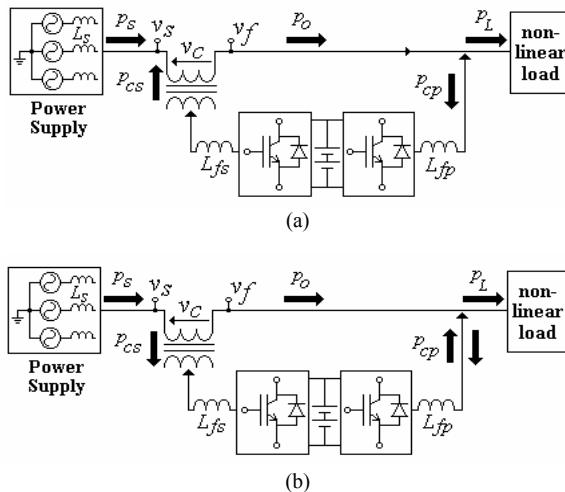 p_s v_s v_f p_o p_L
L_s v_C non-
linear
load
p_cs p_cp
Power
Supply
L_fs L_fp
(a)
p_s v_s v_f p_o p_L
L_s v_C non-
linear
load
p_cs p_cp
Power
Supply
L_fs L_fp
(b)